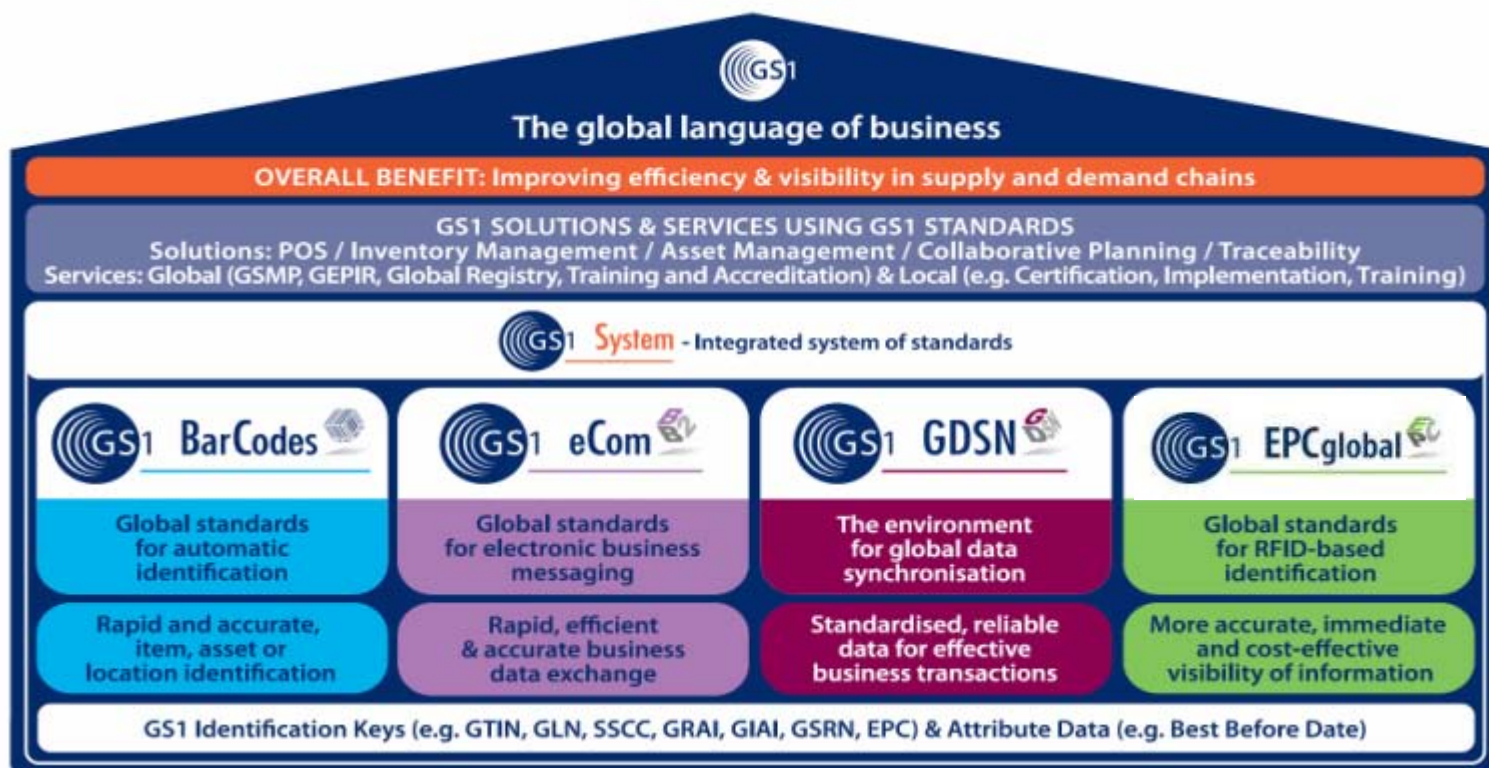 GS1
The global language of business
OVERALL BENEFIT: Improving efficiency & visibility in supply and demand chains
GS1 SOLUTIONS & SERVICES USING GS1 STANDARDS
Solutions: POS / Inventory Management / Asset Management / Collaborative Planning / Traceability
Services: Global (GSMP, GEPIR, Global Registry, Training and Accreditation) & Local (e.g. Certification, Implementation, Training)
GS1 System - Integrated system of standards
GS1 BarCodes
Global standards
for automatic
identification
Rapid and accurate,
item, asset or
location identification
GS1 eCom
Global standards
for electronic business
messaging
Rapid, efficient
& accurate business
data exchange
GS1 GDSN
The environment
for global data
synchronisation
Standardised, reliable
data for effective
business transactions
GS1 EPCglobal
Global standards
for RFID-based
identification
More accurate, immediate
and cost-effective
visibility of information
GS1 Identification Keys (e.g. GTIN, GLN, SSCC, GRAI, GIAI, GSRN, EPC) & Attribute Data (e.g. Best Before Date)